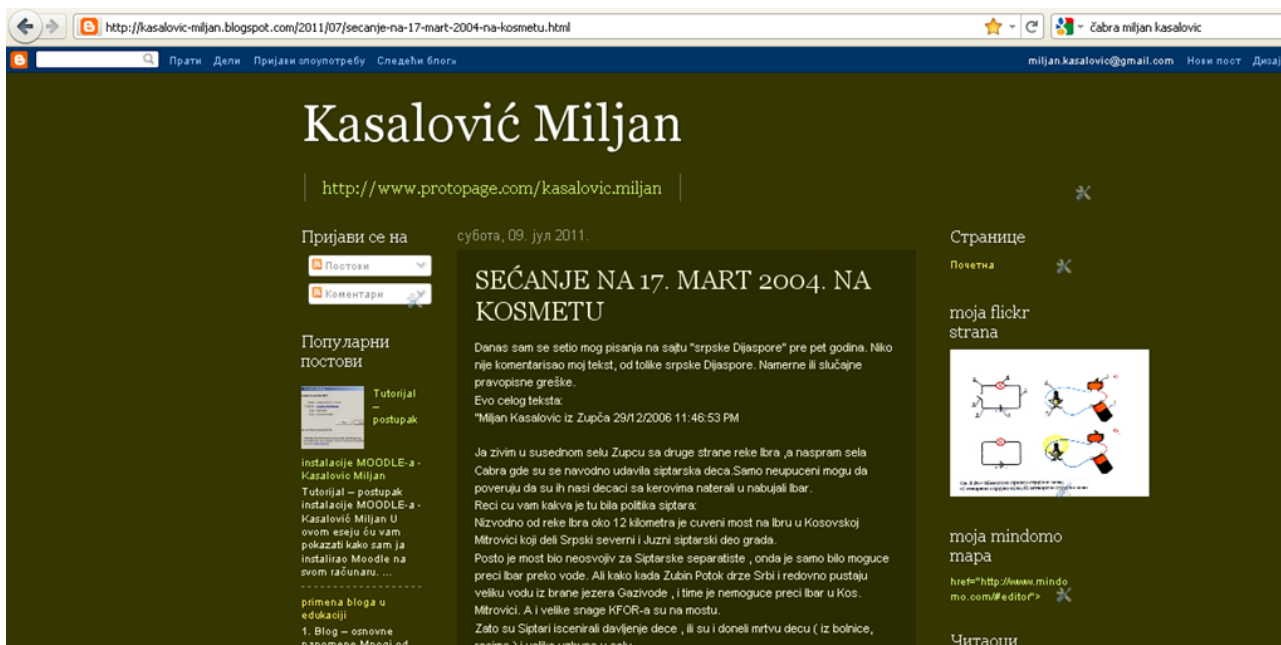 http://kasalovic-miljan.blogspot.com/2011/07/secanje-na-17-mart-2004-na-kosmetu.html
čabra miljan kasalovic
Прати Дели Пријави злоупотребу Следећи блог»
miljan.kasalovic@gmail.com Нови пост
Kasalović Miljan
http://www.protopage.com/kasalovic.miljan
Пријави се на
Постови
Коментари
Популарни
постови
Tutorijal
–
postupak
instalacije MOODLE-a -
Kasalovic Miljan
Tutorijal – postupak
instalacije MOODLE-a -
Kasalović Miljan U
ovom eseju ću vam
pokazati kako sam ja
instalirao Moodle na
svom računaru. ...
primena bloga u
edukaciji
1. Blog – osnovne
napomene Mnogi od
субота, 09. јул 2011.
SEĆANJE NA 17. MART 2004. NA
KOSMETU
Danas sam se setio mog pisanja na sajtu "srpske Dijaspore" pre pet godina. Niko
nije komentarisao moj tekst, od tolike srpske Dijaspore. Namerne ili slučajne
pravopisne greške.
Evo celog teksta:
"Miljan Kasalovic iz Zupča 29/12/2006 11:46:53 PM
Ja zivim u susednom selu Zupcu sa druge strane reke Ibra ,a naspram sela
Cabra gde su se navodno udavila siptarska deca.Samo neupuceni mogu da
poveruju da su ih nasi decaci sa kerovima naterali u nabujali Ibar.
Reci cu vam kakva je tu bila politika siptara:
Nizvodno od reke Ibra oko 12 kilometra je cuveni most na Ibru u Kosovskoj
Mitrovici koji deli Srpski severni i Juzni siptarski deo grada.
Posto je most bio neosvojiv za Siptarske separatiste , onda je samo bilo moguce
preci Ibar preko vode. Ali kako kada Zubin Potok drze Srbi i redovno pustaju
veliku vodu iz brane jezera Gazivode , i time je nemoguce preci Ibar u Kos.
Mitrovici. A i velike snage KFOR-a su na mostu.
Zato su Siptari iscenirali davljenje dece , ili su i doneli mrtvu decu ( iz bolnice,
Странице
Почетна
moja flickr
strana
moja mindomo
mapa
href="http://www.mindo
mo.com/#editor">
Читаоци